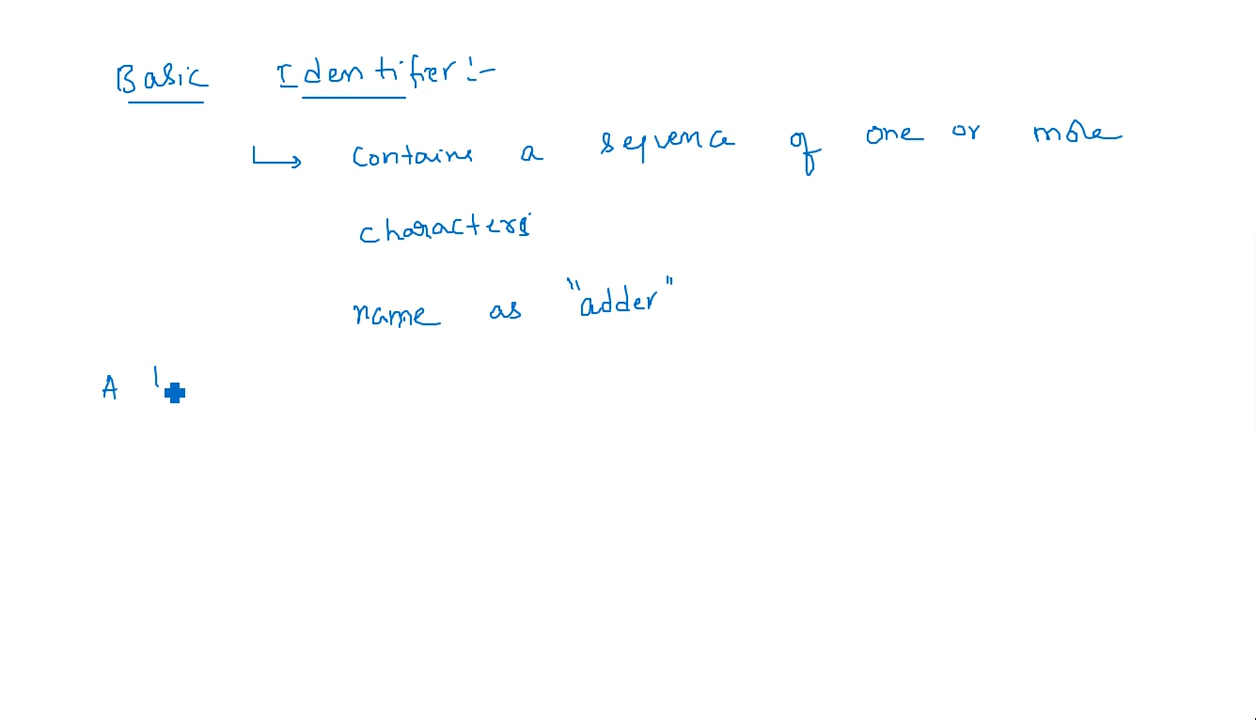 Basic Identifier:-
↳ Contains a sequence of one or more
characters
name as "adder"
A